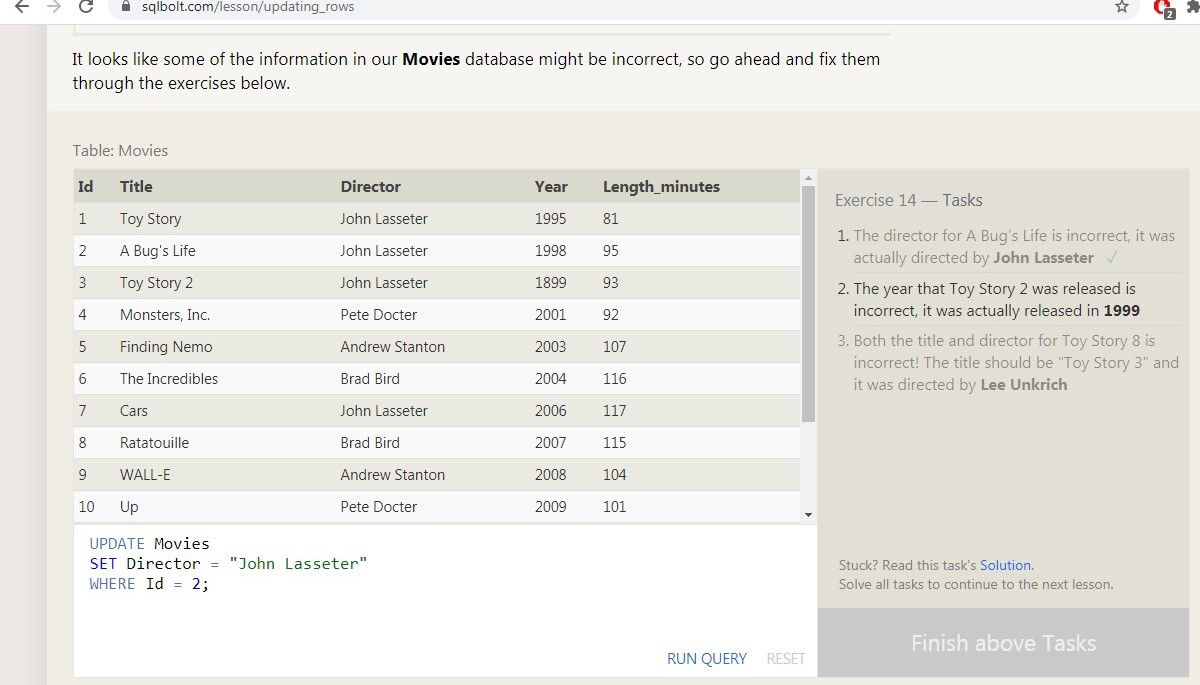 sqlbolt.com/lesson/updating_rows
2
It looks like some of the information in our Movies database might be incorrect, so go ahead and fix them
through the exercises below.
Table: Movies
Id Title Director Year Length_minutes
1 Toy Story John Lasseter 1995 81
2 A Bug's Life John Lasseter 1998 95
3 Toy Story 2 John Lasseter 1899 93
4 Monsters, Inc. Pete Docter 2001 92
5 Finding Nemo Andrew Stanton 2003 107
6 The Incredibles Brad Bird 2004 116
7 Cars John Lasseter 2006 117
8 Ratatouille Brad Bird 2007 115
9 WALL-E Andrew Stanton 2008 104
10 Up Pete Docter 2009 101
UPDATE Movies
SET Director = "John Lasseter"
WHERE Id = 2;
RUN QUERY RESET
Exercise 14 — Tasks
1. The director for A Bug's Life is incorrect, it was
actually directed by John Lasseter ✓
2. The year that Toy Story 2 was released is
incorrect, it was actually released in 1999
3. Both the title and director for Toy Story 8 is
incorrect! The title should be "Toy Story 3" and
it was directed by Lee Unkrich
Stuck? Read this task's Solution.
Solve all tasks to continue to the next lesson.
Finish above Tasks